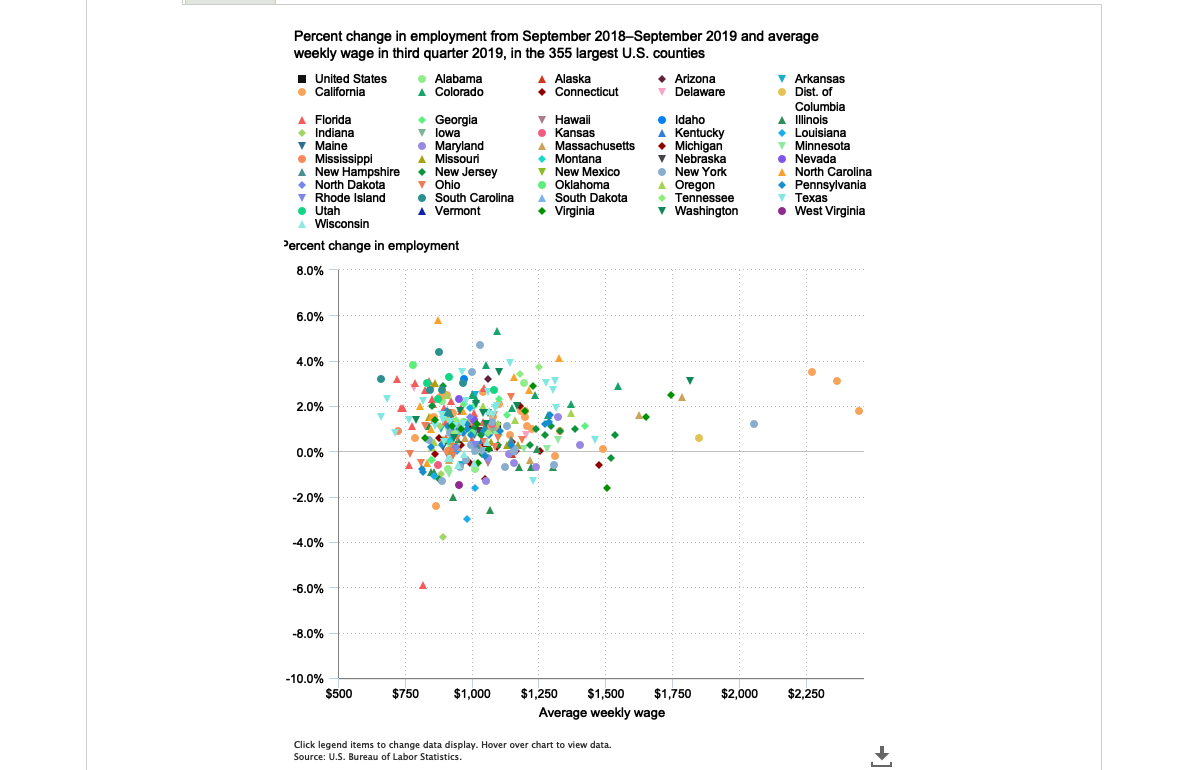 Percent change in employment from September 2018–September 2019 and average
weekly wage in third quarter 2019, in the 355 largest U.S. counties
United States Alabama Alaska Arizona Arkansas
California Colorado Connecticut Delaware Dist. of
Columbia
Florida Georgia Hawaii Idaho Illinois
Indiana Iowa Kansas Kentucky Louisiana
Maine Maryland Massachusetts Michigan Minnesota
Mississippi Missouri Montana Nebraska Nevada
New Hampshire New Jersey New Mexico New York North Carolina
North Dakota Ohio Oklahoma Oregon Pennsylvania
Rhode Island South Carolina South Dakota Tennessee Texas
Utah Vermont Virginia Washington West Virginia
Wisconsin
Percent change in employment
8.0%
6.0%
4.0%
2.0%
0.0%
-2.0%
-4.0%
-6.0%
-8.0%
-10.0%
$500 $750 $1,000 $1,250 $1,500 $1,750 $2,000 $2,250
Average weekly wage
Click legend items to change data display. Hover over chart to view data.
Source: U.S. Bureau of Labor Statistics.